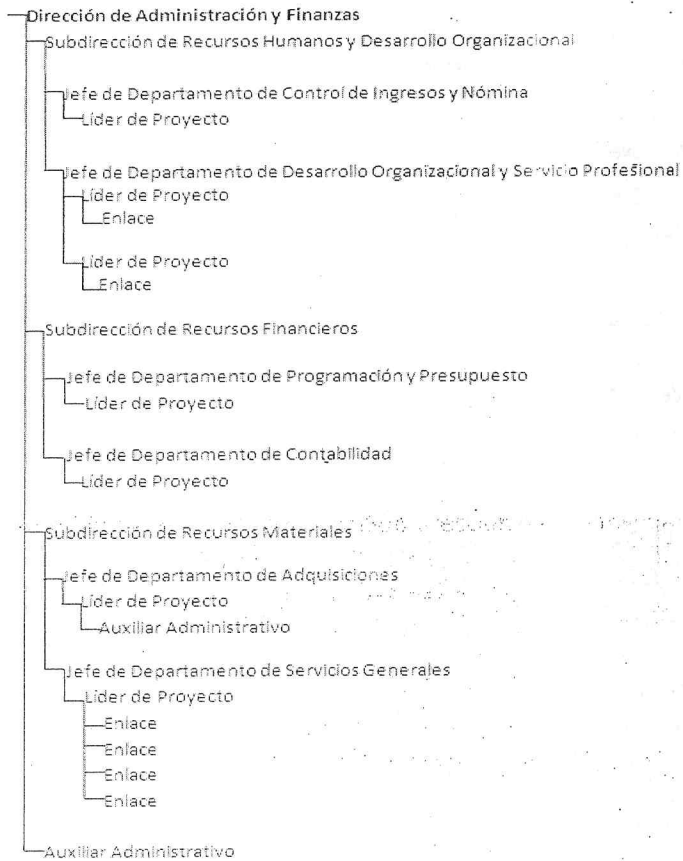 Dirección de Administración y Finanzas
Subdirección de Recursos Humanos y Desarrollo Organizacional
Jefe de Departamento de Control de Ingresos y Nómina
Líder de Proyecto
Jefe de Departamento de Desarrollo Organizacional y Servicio Profesional
Líder de Proyecto
Enlace
Líder de Proyecto
Enlace
Subdirección de Recursos Financieros
Jefe de Departamento de Programación y Presupuesto
Líder de Proyecto
Jefe de Departamento de Contabilidad
Líder de Proyecto
Subdirección de Recursos Materiales
Jefe de Departamento de Adquisiciones
Líder de Proyecto
Auxiliar Administrativo
Jefe de Departamento de Servicios Generales
Líder de Proyecto
Enlace
Enlace
Enlace
Enlace
Auxiliar Administrativo